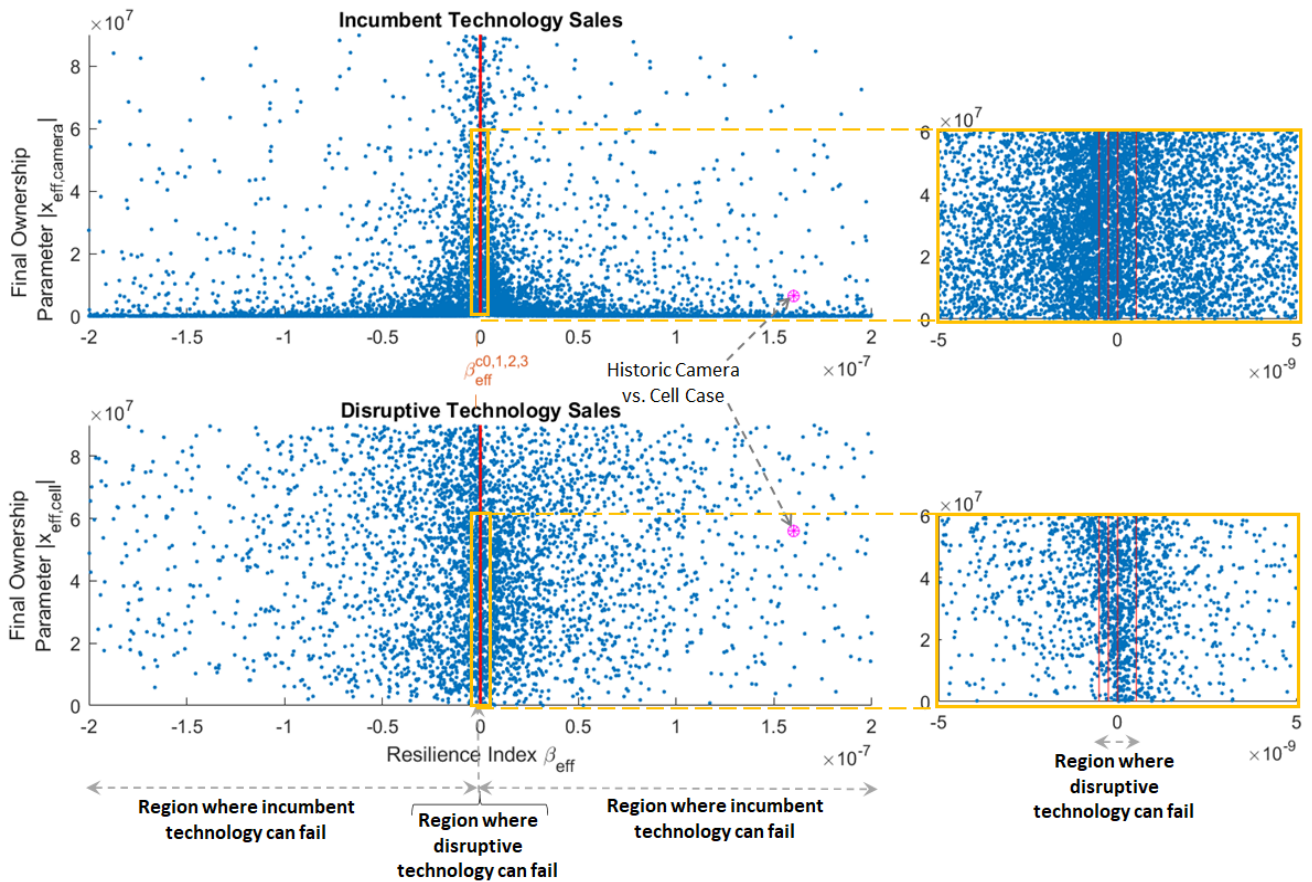 Incumbent Technology Sales
×10⁷
8
6
4
2
0
Final Ownership
Parameter |x_eff,camera|
-2
-1.5
-1
-0.5
0
0.5
1
1.5
2
×10⁻⁷
β_eff^c0,1,2,3
×10⁷
6
4
2
0
-5
0
5
×10⁻⁹
Historic Camera
vs. Cell Case
Disruptive Technology Sales
×10⁷
8
6
4
2
0
Final Ownership
Parameter |x_eff,cell|
-2
-1.5
-1
-0.5
0
0.5
1
1.5
2
Resilience Index β_eff
×10⁻⁷
×10⁷
6
4
2
0
-5
0
5
×10⁻⁹
Region where incumbent
technology can fail
Region where
disruptive
technology can fail
Region where incumbent
technology can fail
Region where
disruptive
technology can fail